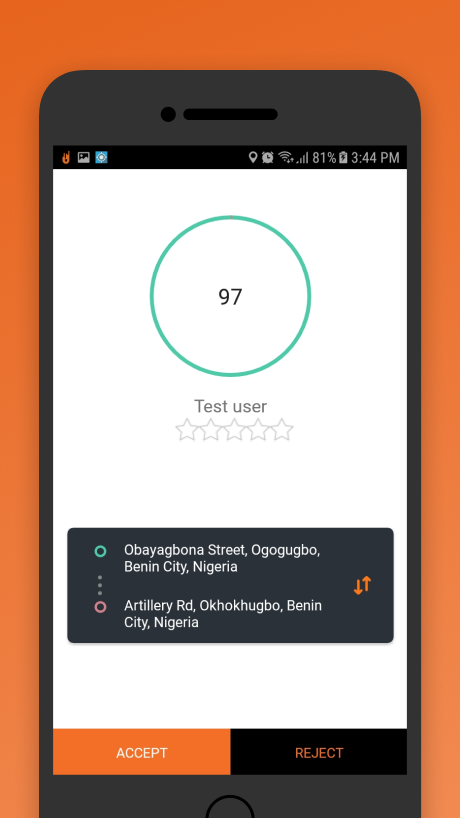 81% 3:44 PM
97
Test user
Obayagbona Street, Ogogugbo,
Benin City, Nigeria
Artillery Rd, Okhokhugbo, Benin
City, Nigeria
ACCEPT REJECT